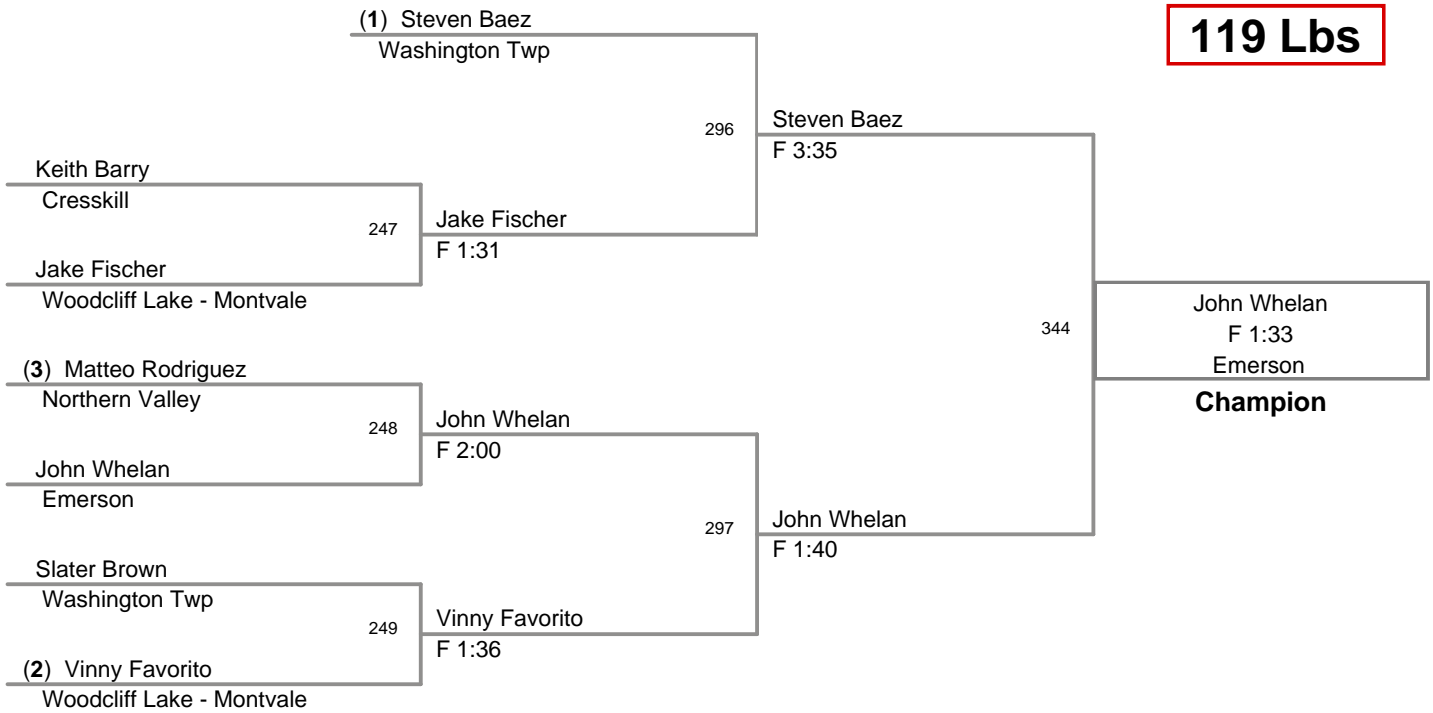 (1) Steven Baez
Washington Twp
119 Lbs
296
Steven Baez
F 3:35
Keith Barry
Cresskill
247
Jake Fischer
F 1:31
Jake Fischer
Woodcliff Lake - Montvale
344
John Whelan
F 1:33
Emerson
Champion
(3) Matteo Rodriguez
Northern Valley
248
John Whelan
F 2:00
John Whelan
Emerson
297
John Whelan
F 1:40
Slater Brown
Washington Twp
249
Vinny Favorito
F 1:36
(2) Vinny Favorito
Woodcliff Lake - Montvale